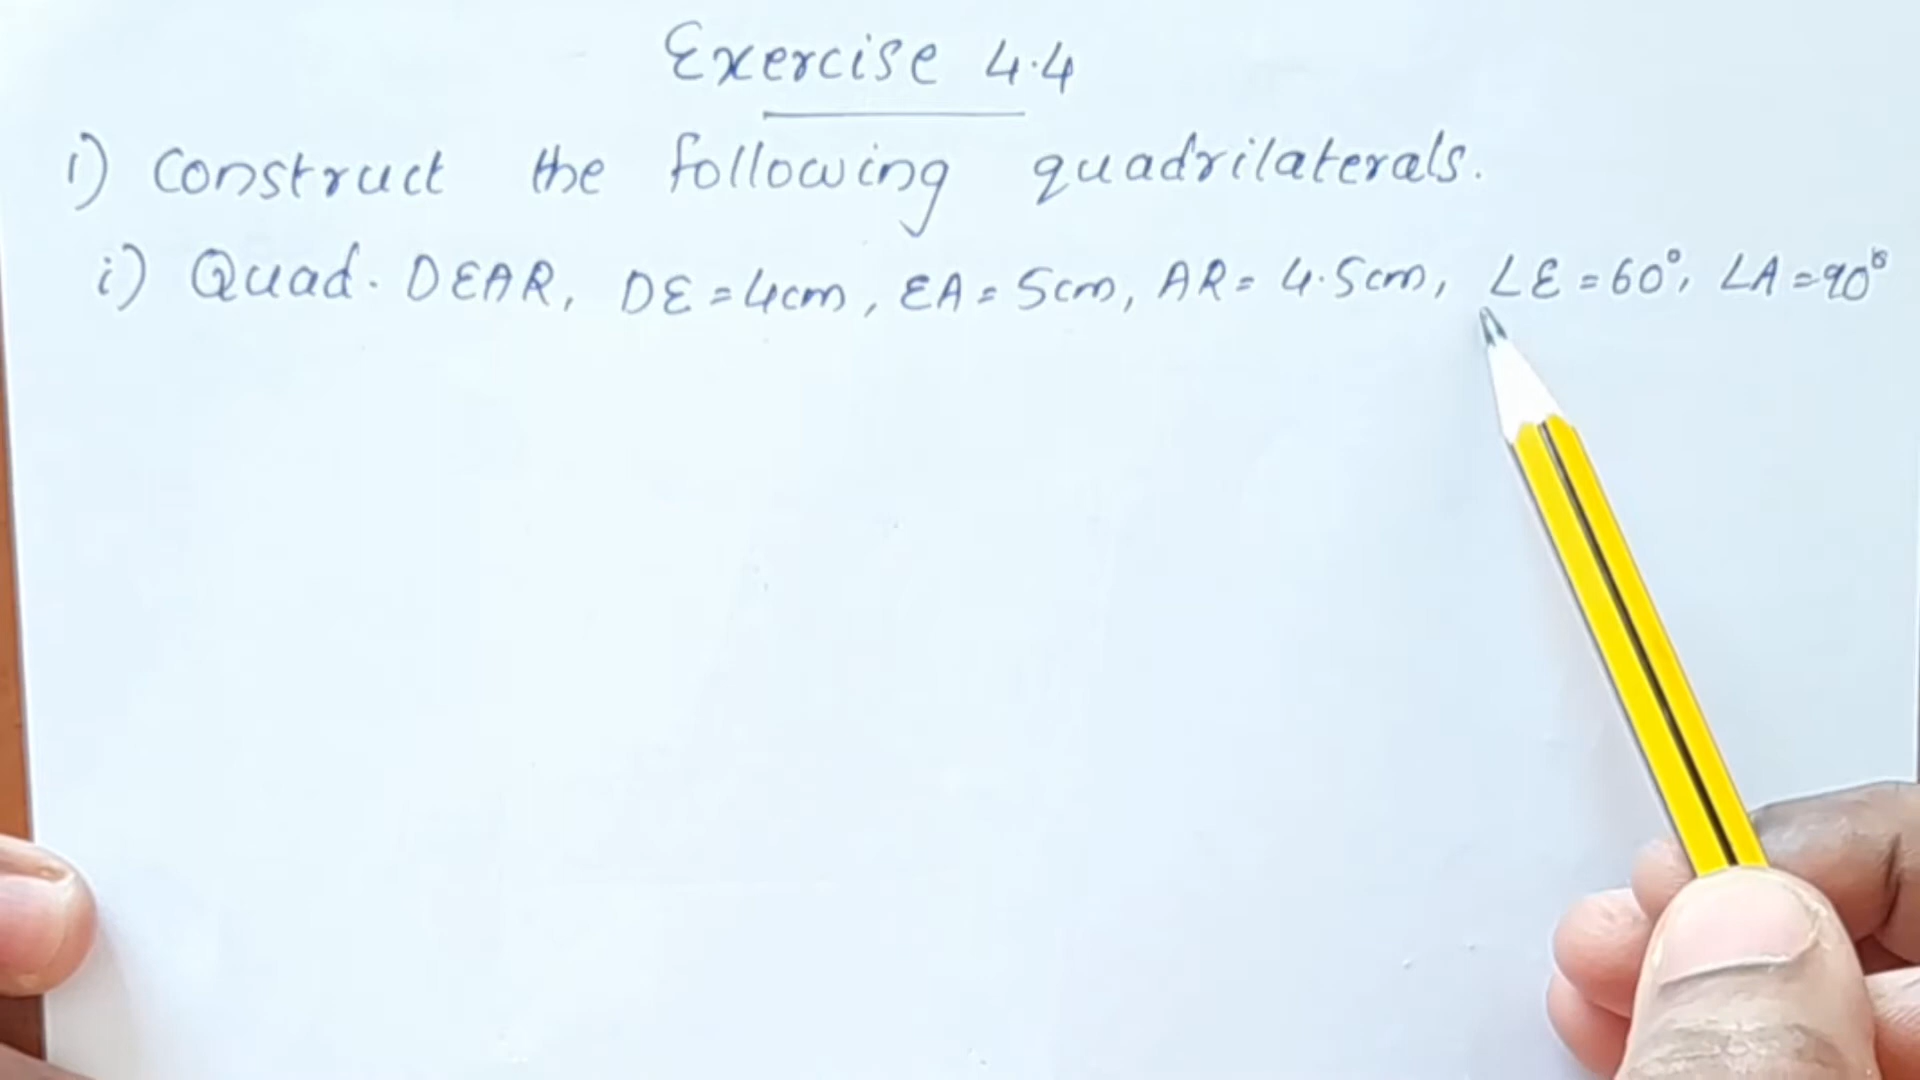 Exercise 4.4
1) Construct the following quadrilaterals.
i) Quad. DEAR, DE = 4cm, EA = 5cm, AR = 4.5cm, ∠E = 60°, ∠A = 90°